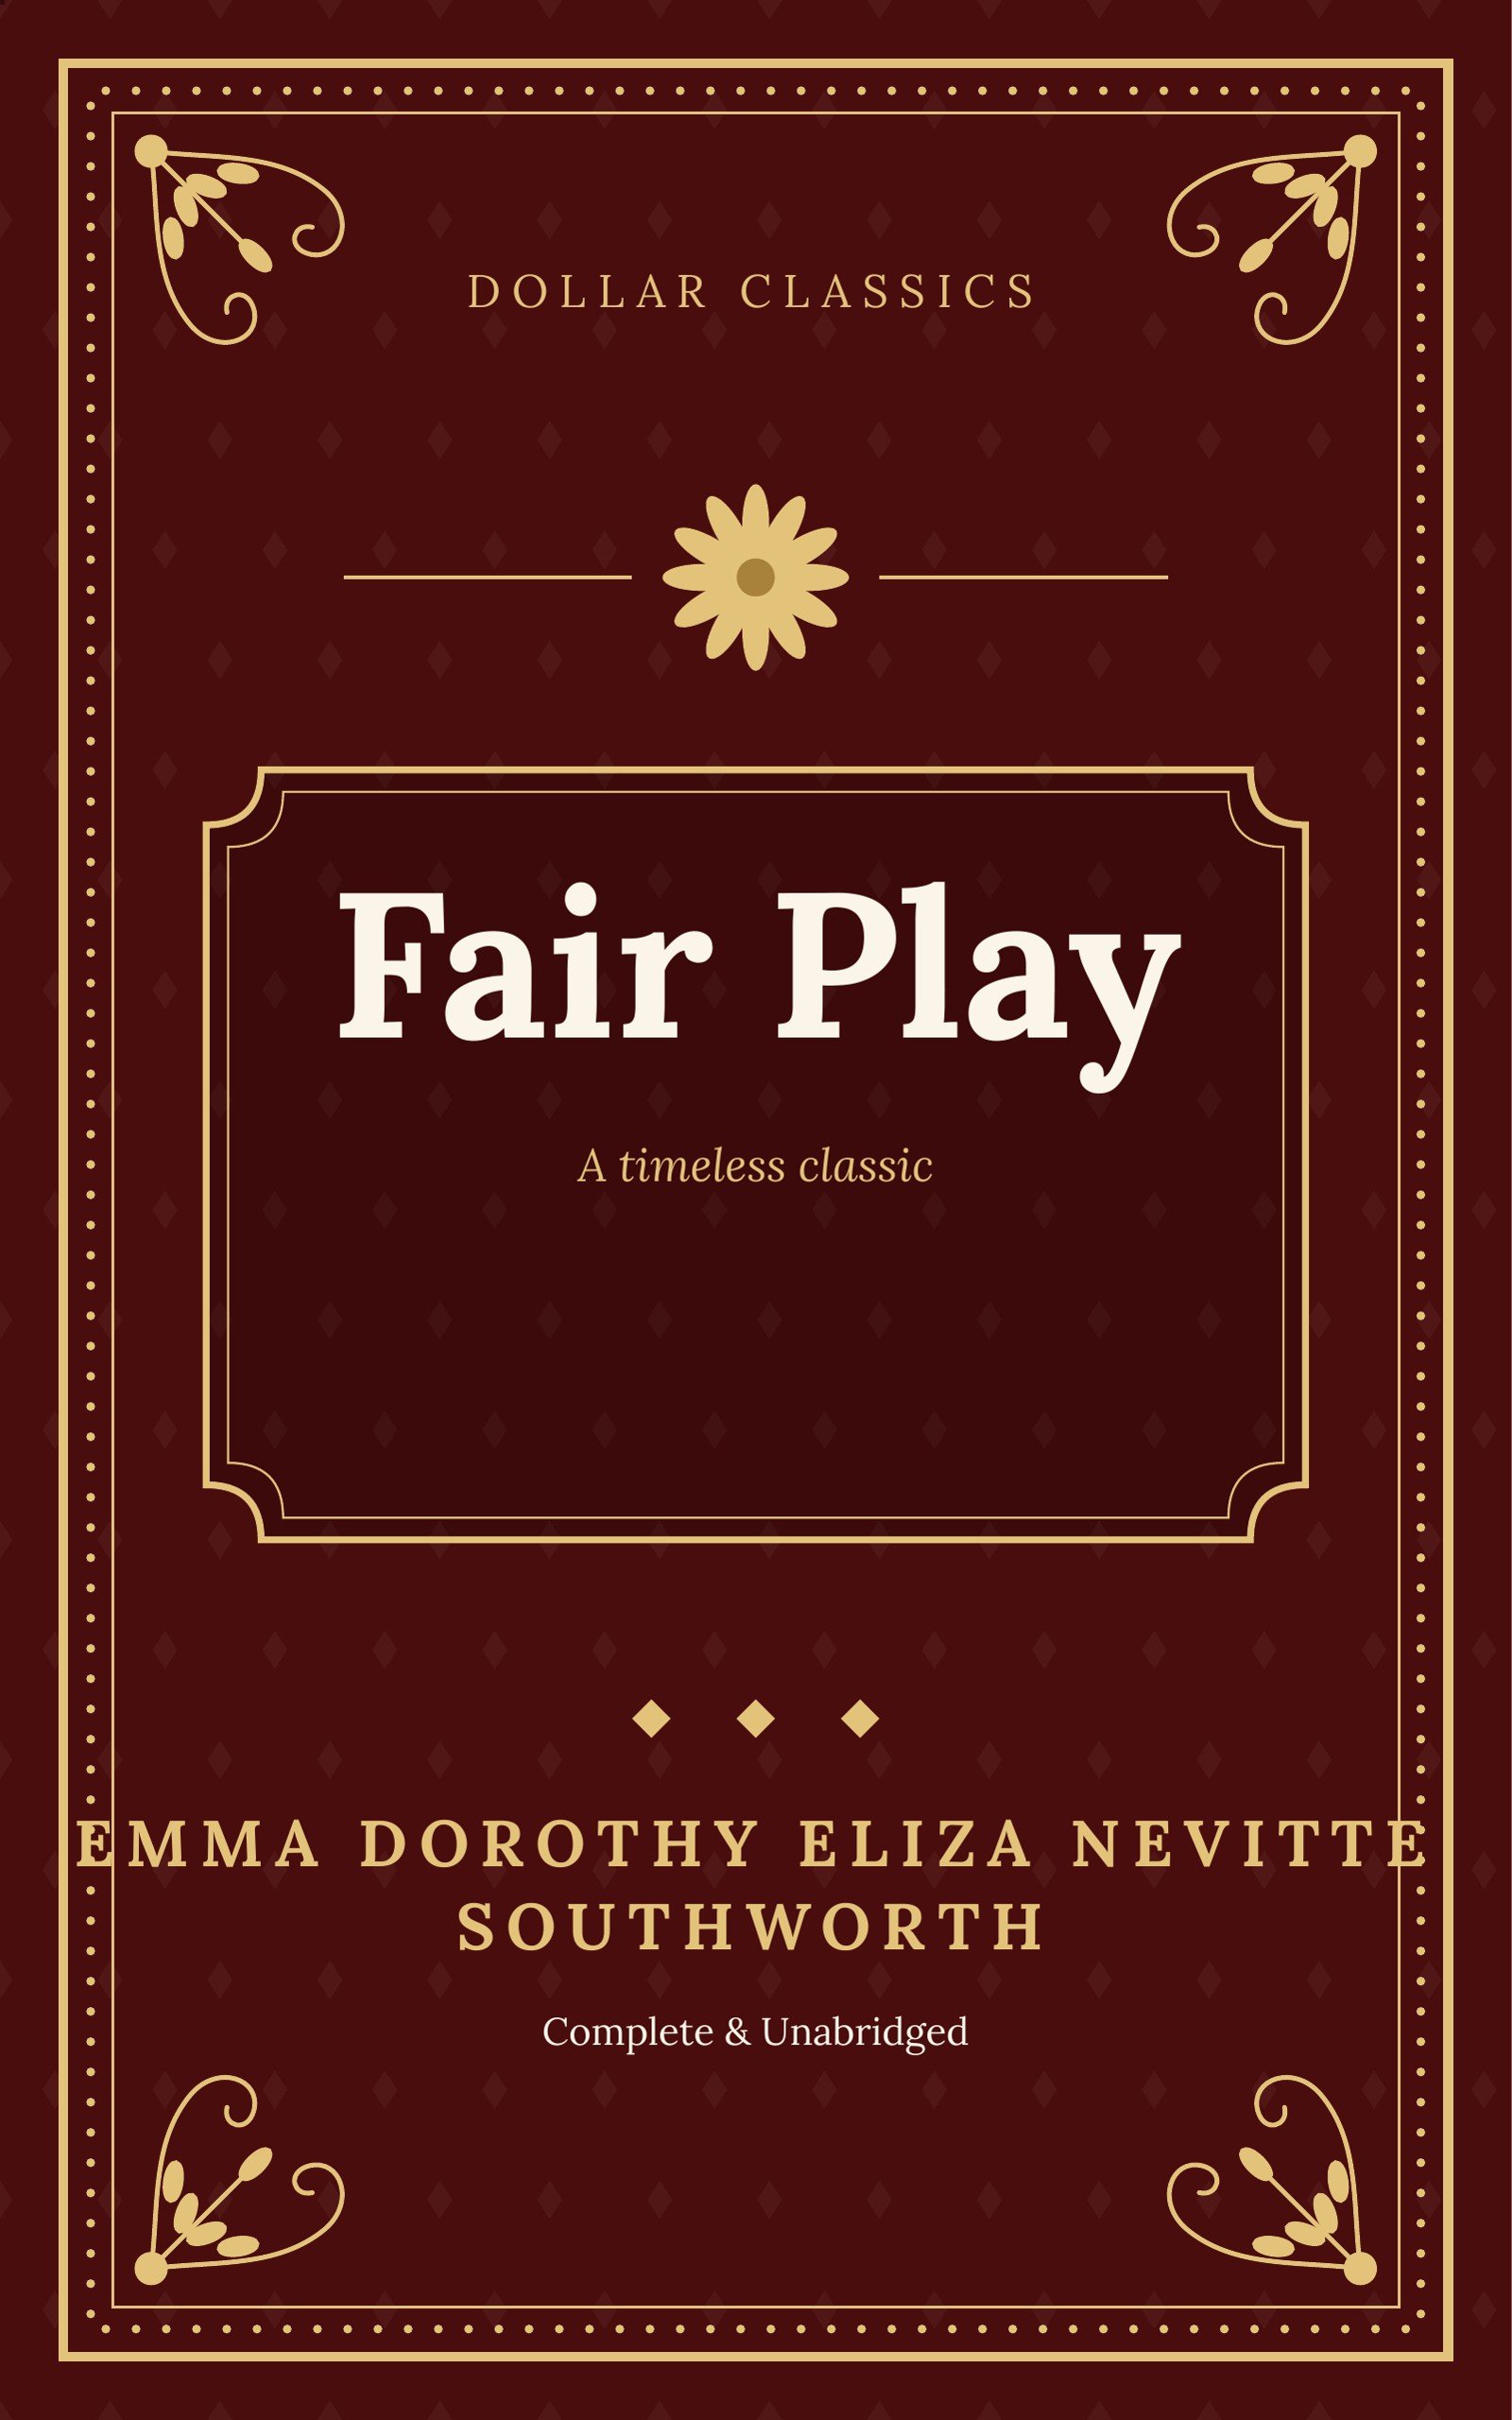 DOLLAR CLASSICS
Fair Play
A timeless classic
EMMA DOROTHY ELIZA NEVITTE
SOUTHWORTH
Complete & Unabridged